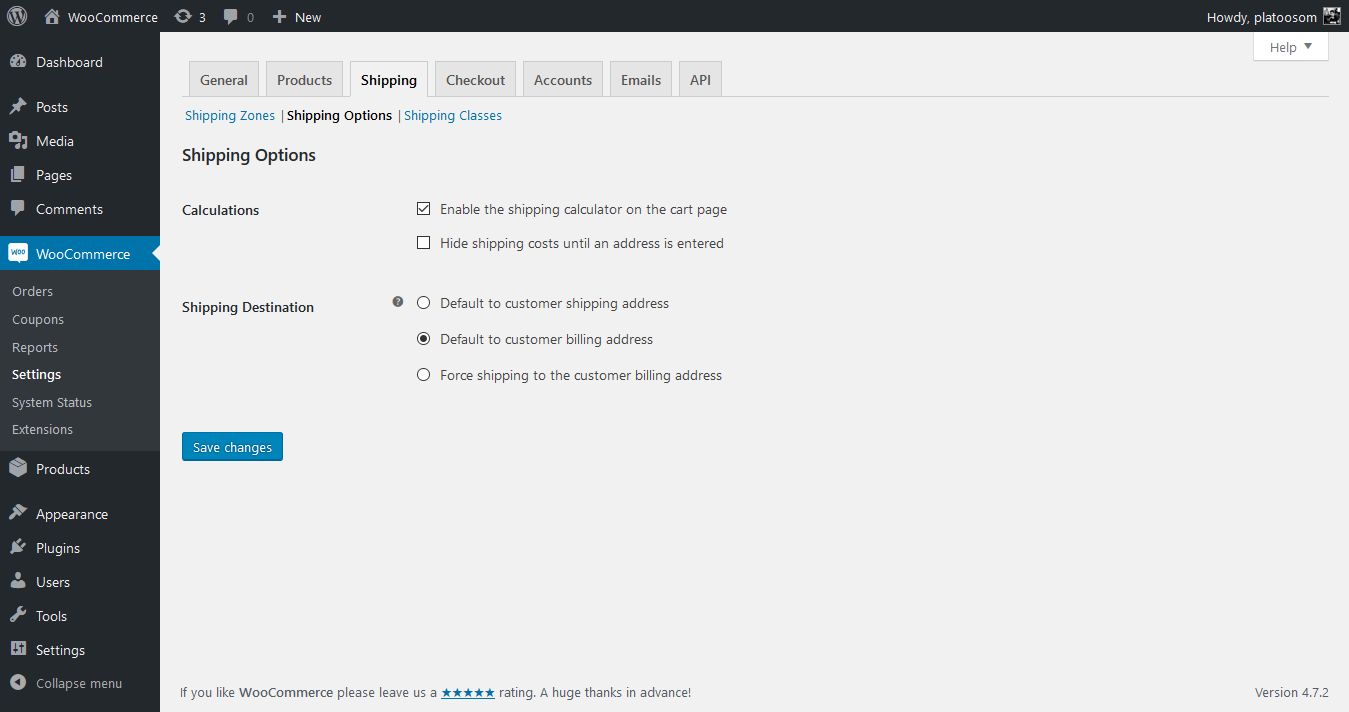 WooCommerce 3 0 New Howdy, platoosom
Help
Dashboard
Posts
Media
Pages
Comments
WooCommerce
Orders
Coupons
Reports
Settings
System Status
Extensions
Products
Appearance
Plugins
Users
Tools
Settings
Collapse menu
General Products Shipping Checkout Accounts Emails API
Shipping Zones | Shipping Options | Shipping Classes
Shipping Options
Calculations
Enable the shipping calculator on the cart page
Hide shipping costs until an address is entered
Shipping Destination
? Default to customer shipping address
Default to customer billing address
Force shipping to the customer billing address
Save changes
If you like WooCommerce please leave us a ★★★★★ rating. A huge thanks in advance! Version 4.7.2